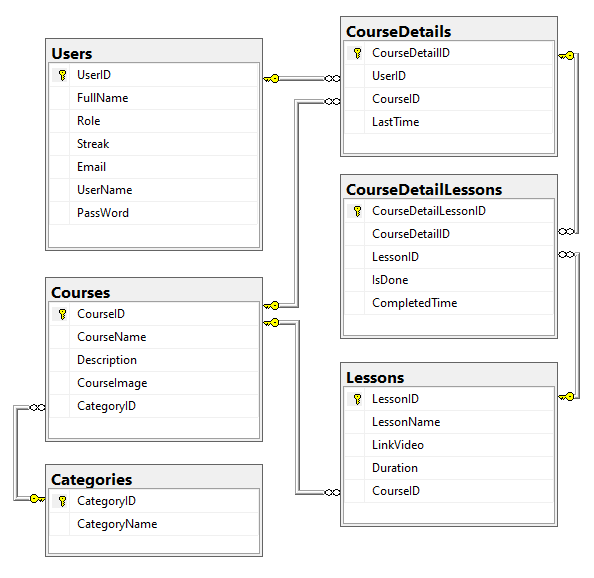 Users
UserID
FullName
Role
Streak
Email
UserName
PassWord
CourseDetails
CourseDetailID
UserID
CourseID
LastTime
CourseDetailLessons
CourseDetailLessonID
CourseDetailID
LessonID
IsDone
CompletedTime
Courses
CourseID
CourseName
Description
CourseImage
CategoryID
Lessons
LessonID
LessonName
LinkVideo
Duration
CourseID
Categories
CategoryID
CategoryName